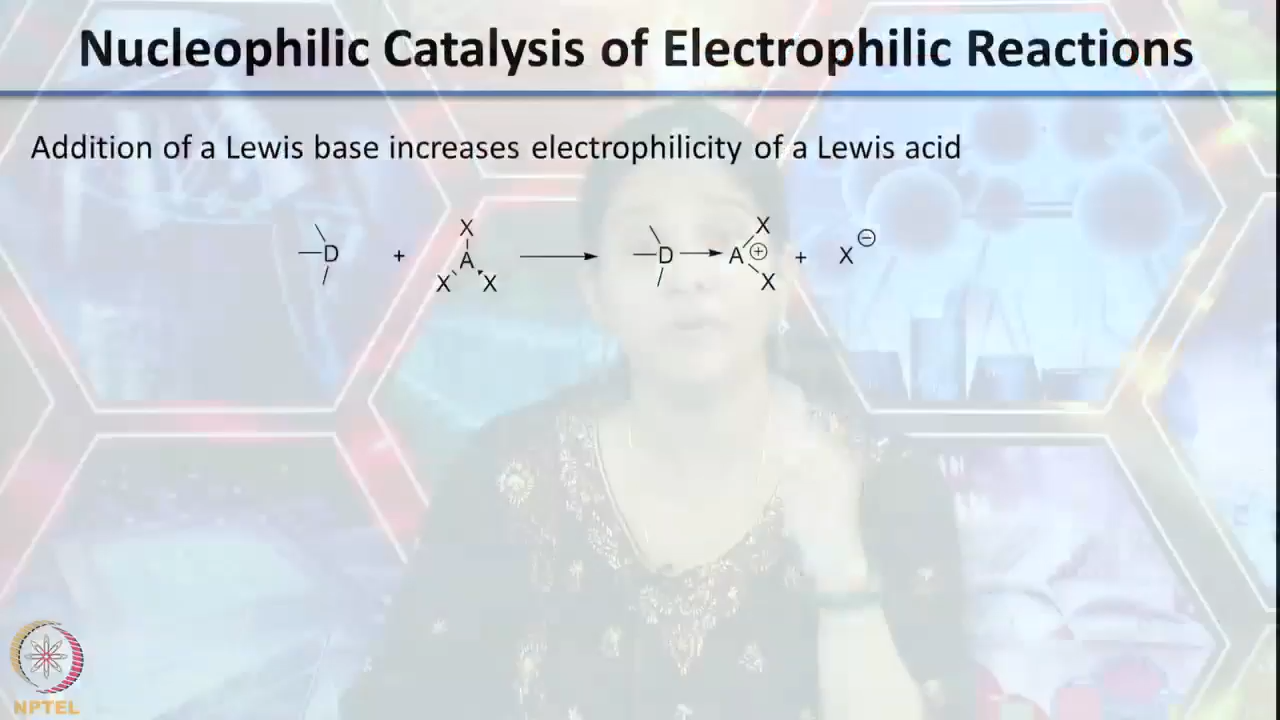 Nucleophilic Catalysis of Electrophilic Reactions
Addition of a Lewis base increases electrophilicity of a Lewis acid
D + X A X X D A ⊕ X X + X ⊖
NPTEL